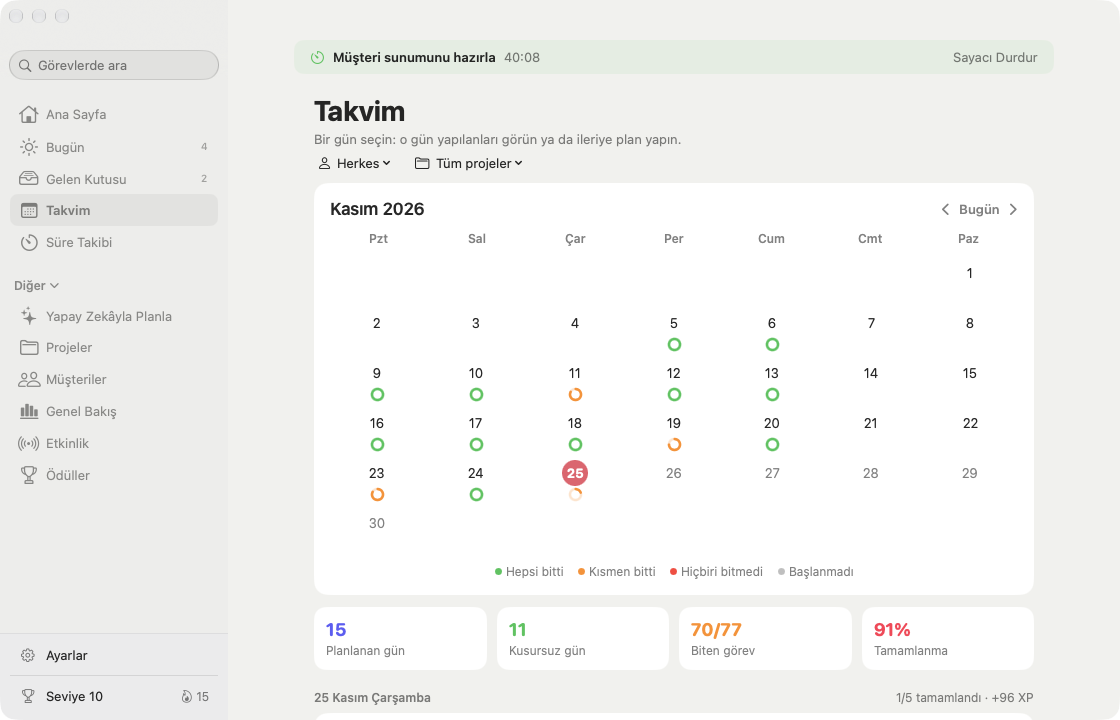 Görevlerde ara
Ana Sayfa
Bugün 4
Gelen Kutusu 2
Takvim
Süre Takibi
Diğer
Yapay Zekâyla Planla
Projeler
Müşteriler
Genel Bakış
Etkinlik
Ödüller
Ayarlar
Seviye 10 15
Müşteri sunumunu hazırla 40:08 Sayacı Durdur
Takvim
Bir gün seçin: o gün yapılanları görün ya da ileriye plan yapın.
Herkes Tüm projeler
Kasım 2026 Bugün
Pzt Sal Çar Per Cum Cmt Paz
1
2 3 4 5 6 7 8
9 10 11 12 13 14 15
16 17 18 19 20 21 22
23 24 25 26 27 28 29
30
Hepsi bitti Kısmen bitti Hiçbiri bitmedi Başlanmadı
15 11 70/77 91%
Planlanan gün Kusursuz gün Biten görev Tamamlanma
25 Kasım Çarşamba 1/5 tamamlandı · +96 XP